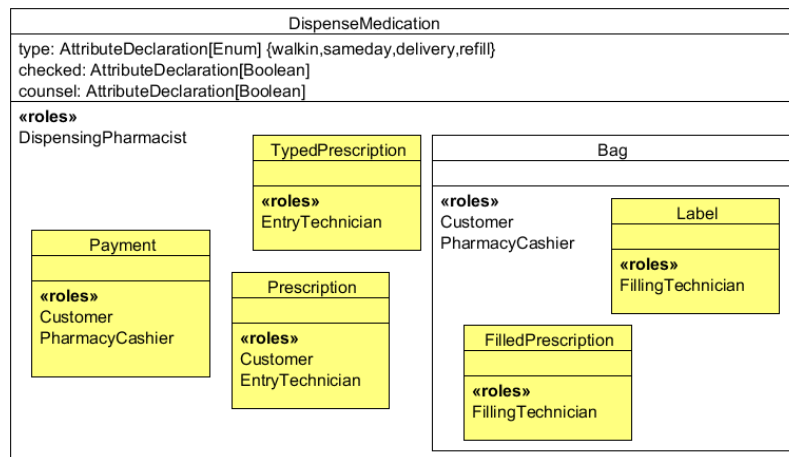 DispenseMedication
type: AttributeDeclaration[Enum] {walkin,sameday,delivery,refill}
checked: AttributeDeclaration[Boolean]
counsel: AttributeDeclaration[Boolean]
«roles»
DispensingPharmacist
TypedPrescription
«roles»
EntryTechnician
Payment
«roles»
Customer
PharmacyCashier
Prescription
«roles»
Customer
EntryTechnician
Bag
«roles»
Customer
PharmacyCashier
Label
«roles»
FillingTechnician
FilledPrescription
«roles»
FillingTechnician